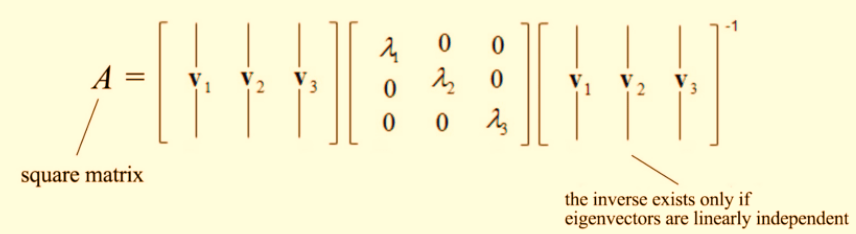 A = [ v₁ v₂ v₃ ] [ λ₁ 0 0 ] [ v₁ v₂ v₃ ]⁻¹
0 λ₂ 0
0 0 λ₃
square matrix
the inverse exists only if
eigenvectors are linearly independent